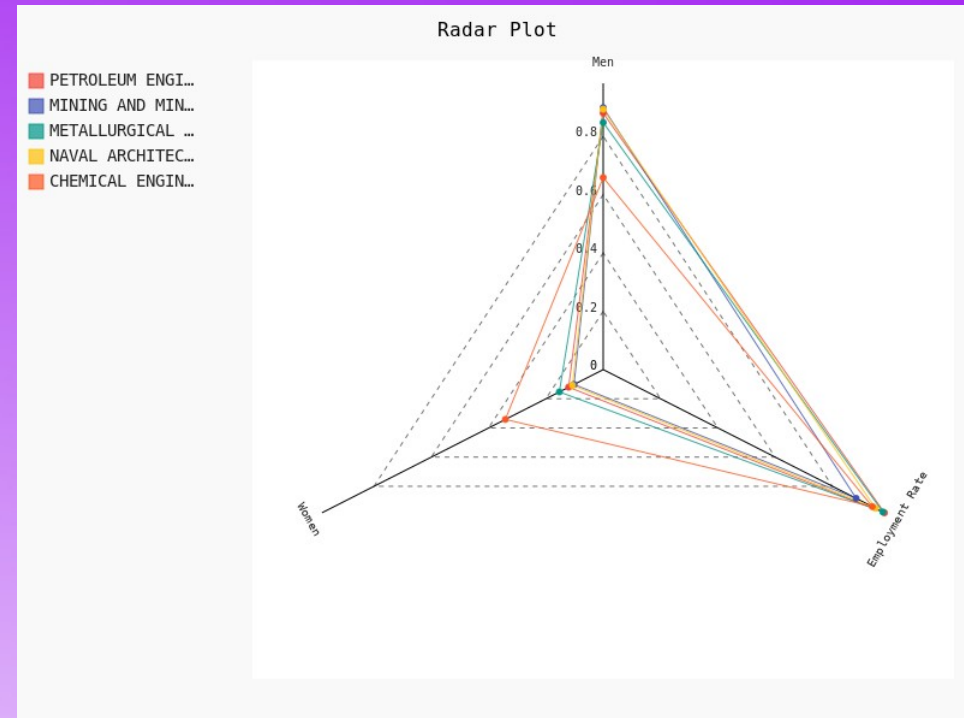 Radar Plot
PETROLEUM ENGI…
MINING AND MIN…
METALLURGICAL …
NAVAL ARCHITEC…
CHEMICAL ENGIN…
Men
0.8
0.6
0.4
0.2
0
Women
Employment Rate